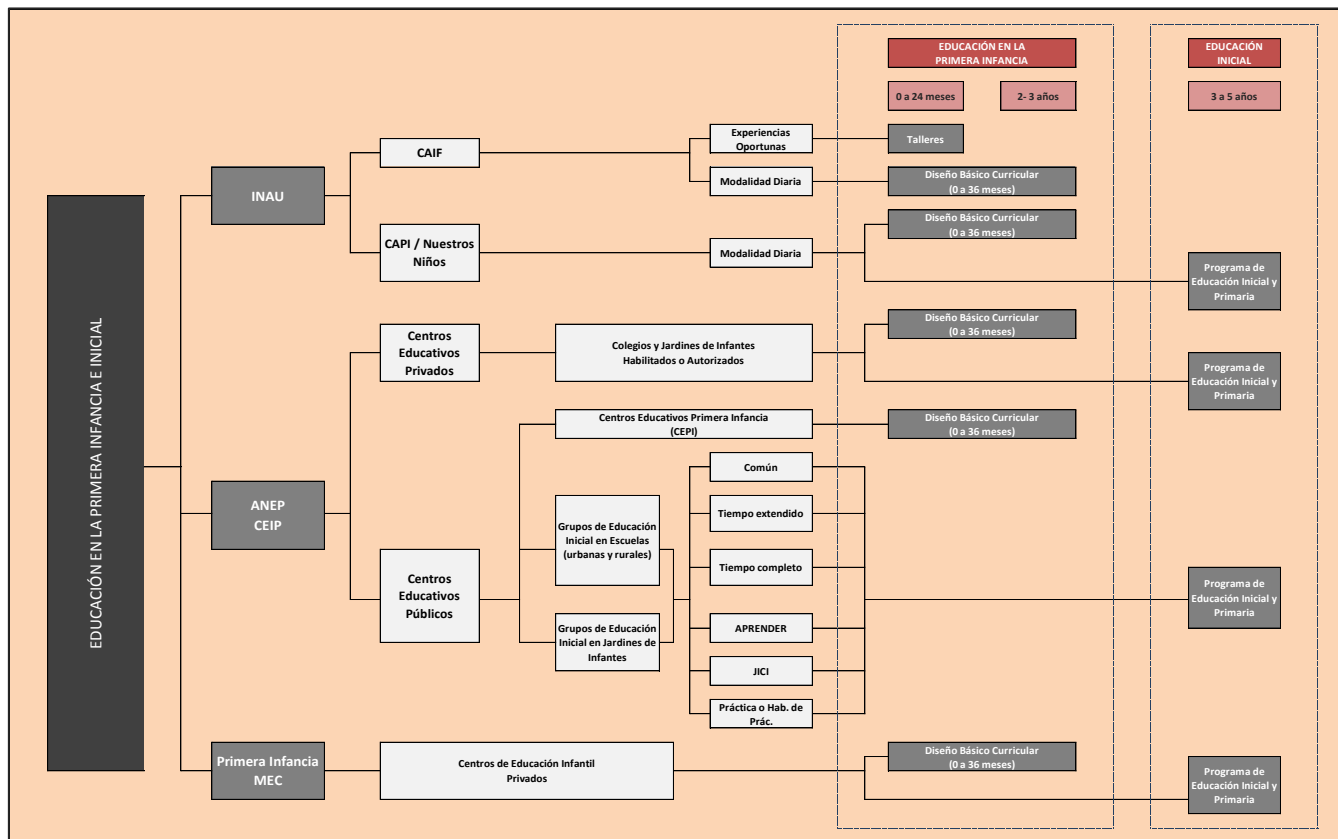 EDUCACIÓN EN LA
PRIMERA INFANCIA
EDUCACIÓN
INICIAL
0 a 24 meses
2- 3 años
3 a 5 años
EDUCACIÓN EN LA PRIMERA INFANCIA E INICIAL
INAU
CAIF
Experiencias
Oportunas
Talleres
Modalidad Diaria
Diseño Básico Curricular
(0 a 36 meses)
CAPI / Nuestros
Niños
Modalidad Diaria
Diseño Básico Curricular
(0 a 36 meses)
Programa de
Educación Inicial y
Primaria
ANEP
CEIP
Centros
Educativos
Privados
Colegios y Jardines de Infantes
Habilitados o Autorizados
Diseño Básico Curricular
(0 a 36 meses)
Programa de
Educación Inicial y
Primaria
Centros
Educativos
Públicos
Centros Educativos Primera Infancia
(CEPI)
Diseño Básico Curricular
(0 a 36 meses)
Grupos de Educación
Inicial en Escuelas
(urbanas y rurales)
Grupos de Educación
Inicial en Jardines de
Infantes
Común
Tiempo extendido
Tiempo completo
APRENDER
JICI
Práctica o Hab. de
Prác.
Programa de
Educación Inicial y
Primaria
Primera Infancia
MEC
Centros de Educación Infantil
Privados
Diseño Básico Curricular
(0 a 36 meses)
Programa de
Educación Inicial y
Primaria